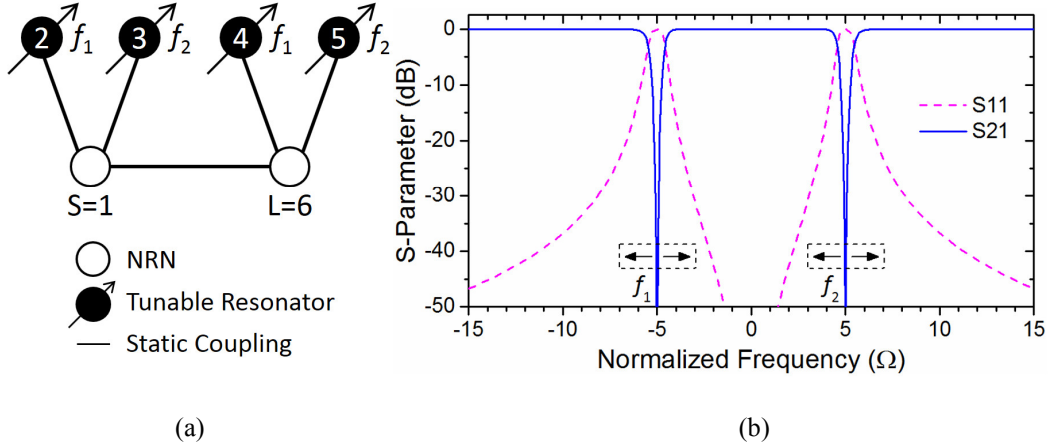 2 f1 3 f2 4 f1 5 f2
S=1 L=6
NRN
Tunable Resonator
Static Coupling
(a)
S-Parameter (dB)
0
-10
-20
-30
-40
-50
S11
S21
f1 f2
-15 -10 -5 0 5 10 15
Normalized Frequency (Ω)
(b)